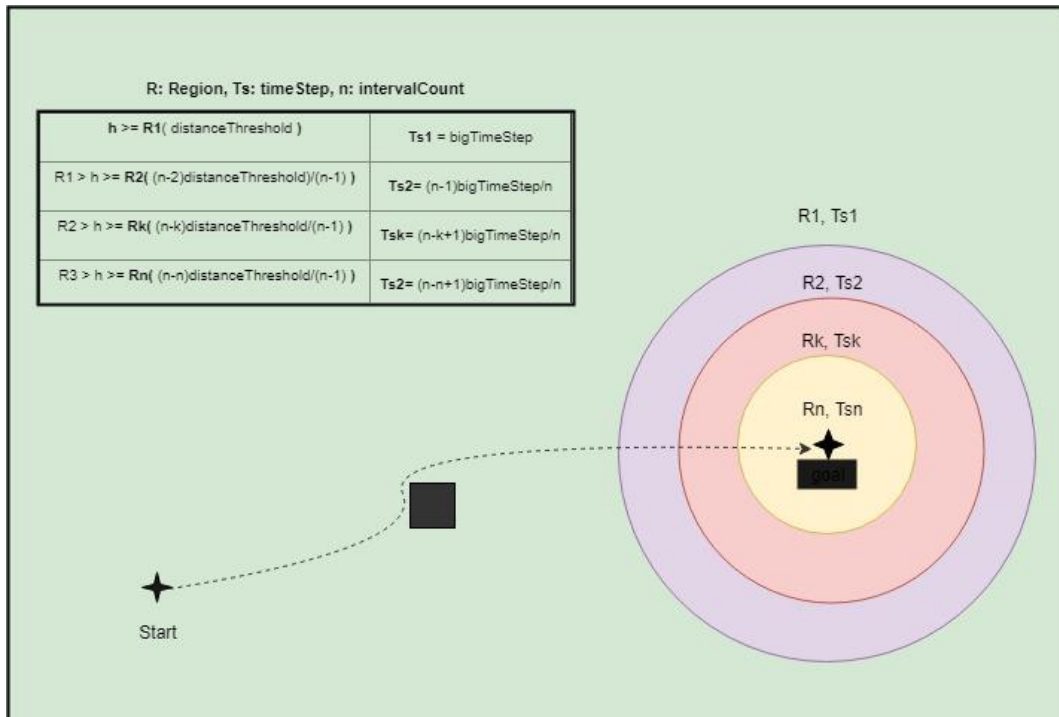 R: Region, Ts: timeStep, n: intervalCount
h >= R1( distanceThreshold )
Ts1 = bigTimeStep
R1 > h >= R2( (n-2)distanceThreshold)/(n-1) )
Ts2= (n-1)bigTimeStep/n
R2 > h >= Rk( (n-k)distanceThreshold/(n-1) )
Tsk= (n-k+1)bigTimeStep/n
R3 > h >= Rn( (n-n)distanceThreshold/(n-1) )
Ts2= (n-n+1)bigTimeStep/n
R1, Ts1
R2, Ts2
Rk, Tsk
Rn, Tsn
goal
Start